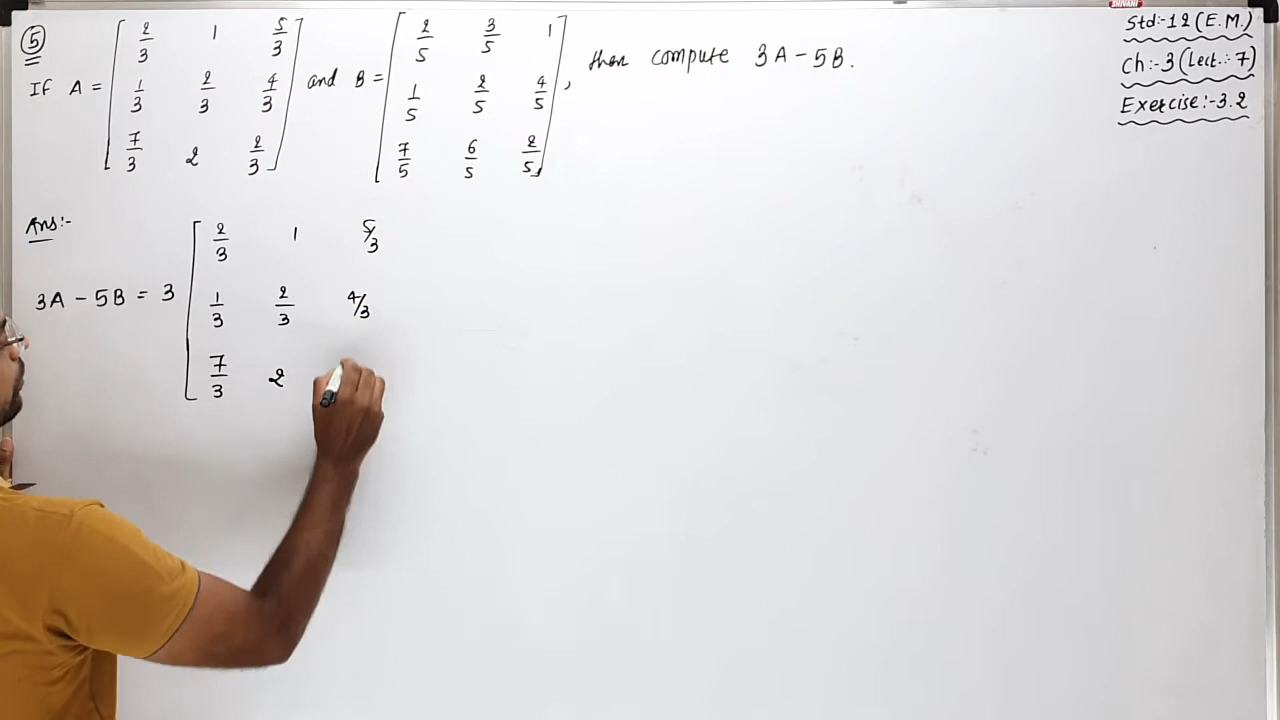 ⑤
If A = [2/3 1 5/3
1/3 2/3 4/3
7/3 2 2/3] and B = [2/5 3/5 1
1/5 2/5 4/5
7/5 6/5 2/5], then compute 3A - 5B.
Std:- 12 (E.M.)
Ch:- 3 (Lect.: 7)
Exercise:- 3.2
Ans:-
3A - 5B = 3 [2/3 1 5/3
1/3 2/3 4/3
7/3 2
SHIVANI